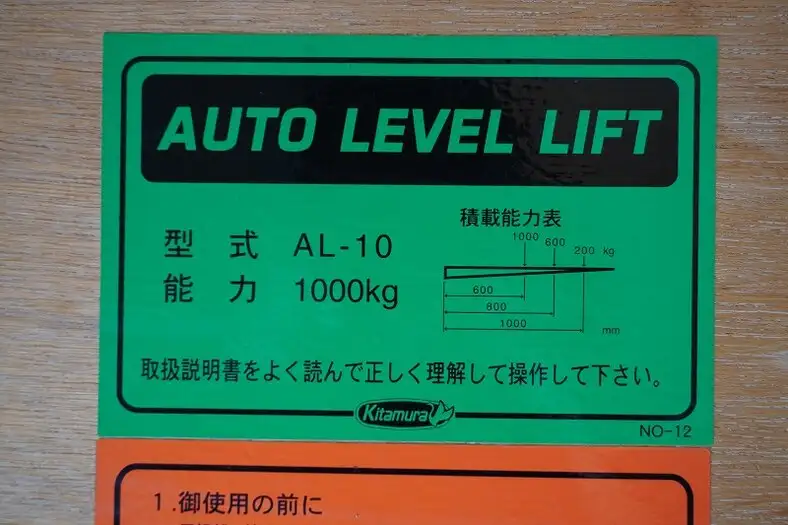 AUTO LEVEL LIFT
型式 AL-10
能力 1000kg
積載能力表
1000 600 200 kg
600
800
1000
mm
取扱説明書をよく読んで正しく理解して操作して下さい。
Kitamura
NO-12
1.御使用の前に